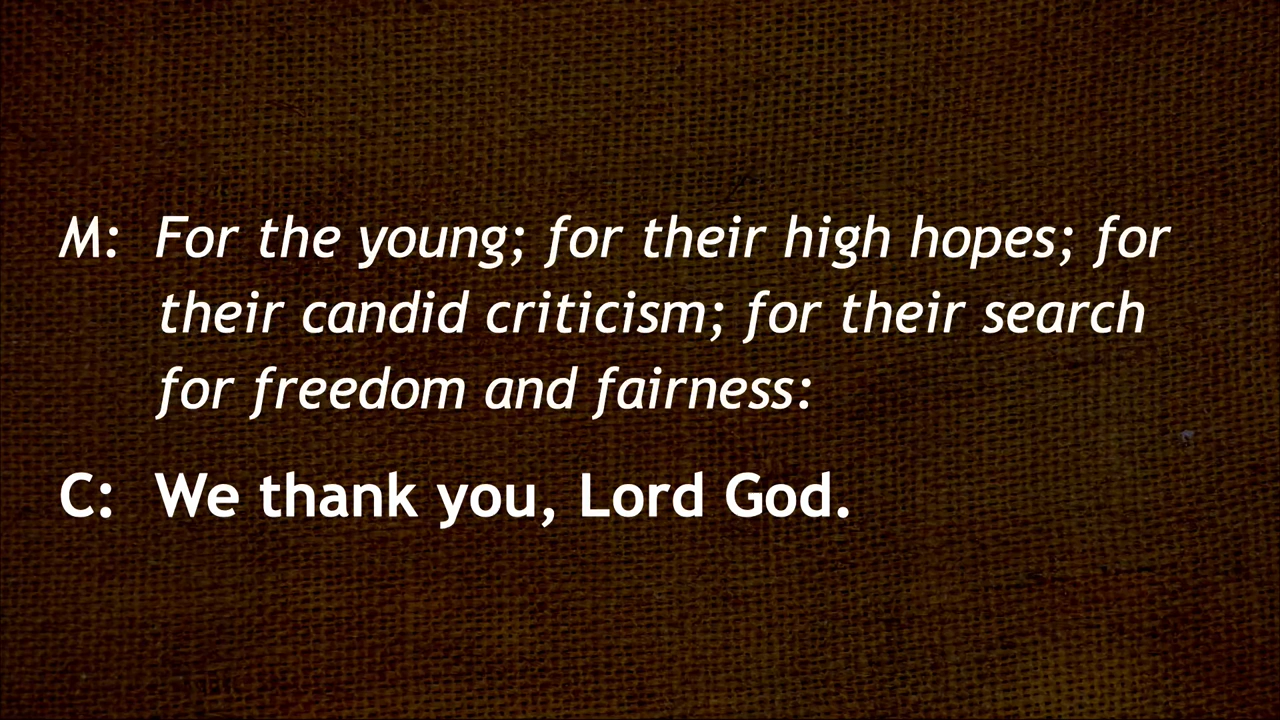 M: For the young; for their high hopes; for
their candid criticism; for their search
for freedom and fairness:
C: We thank you, Lord God.